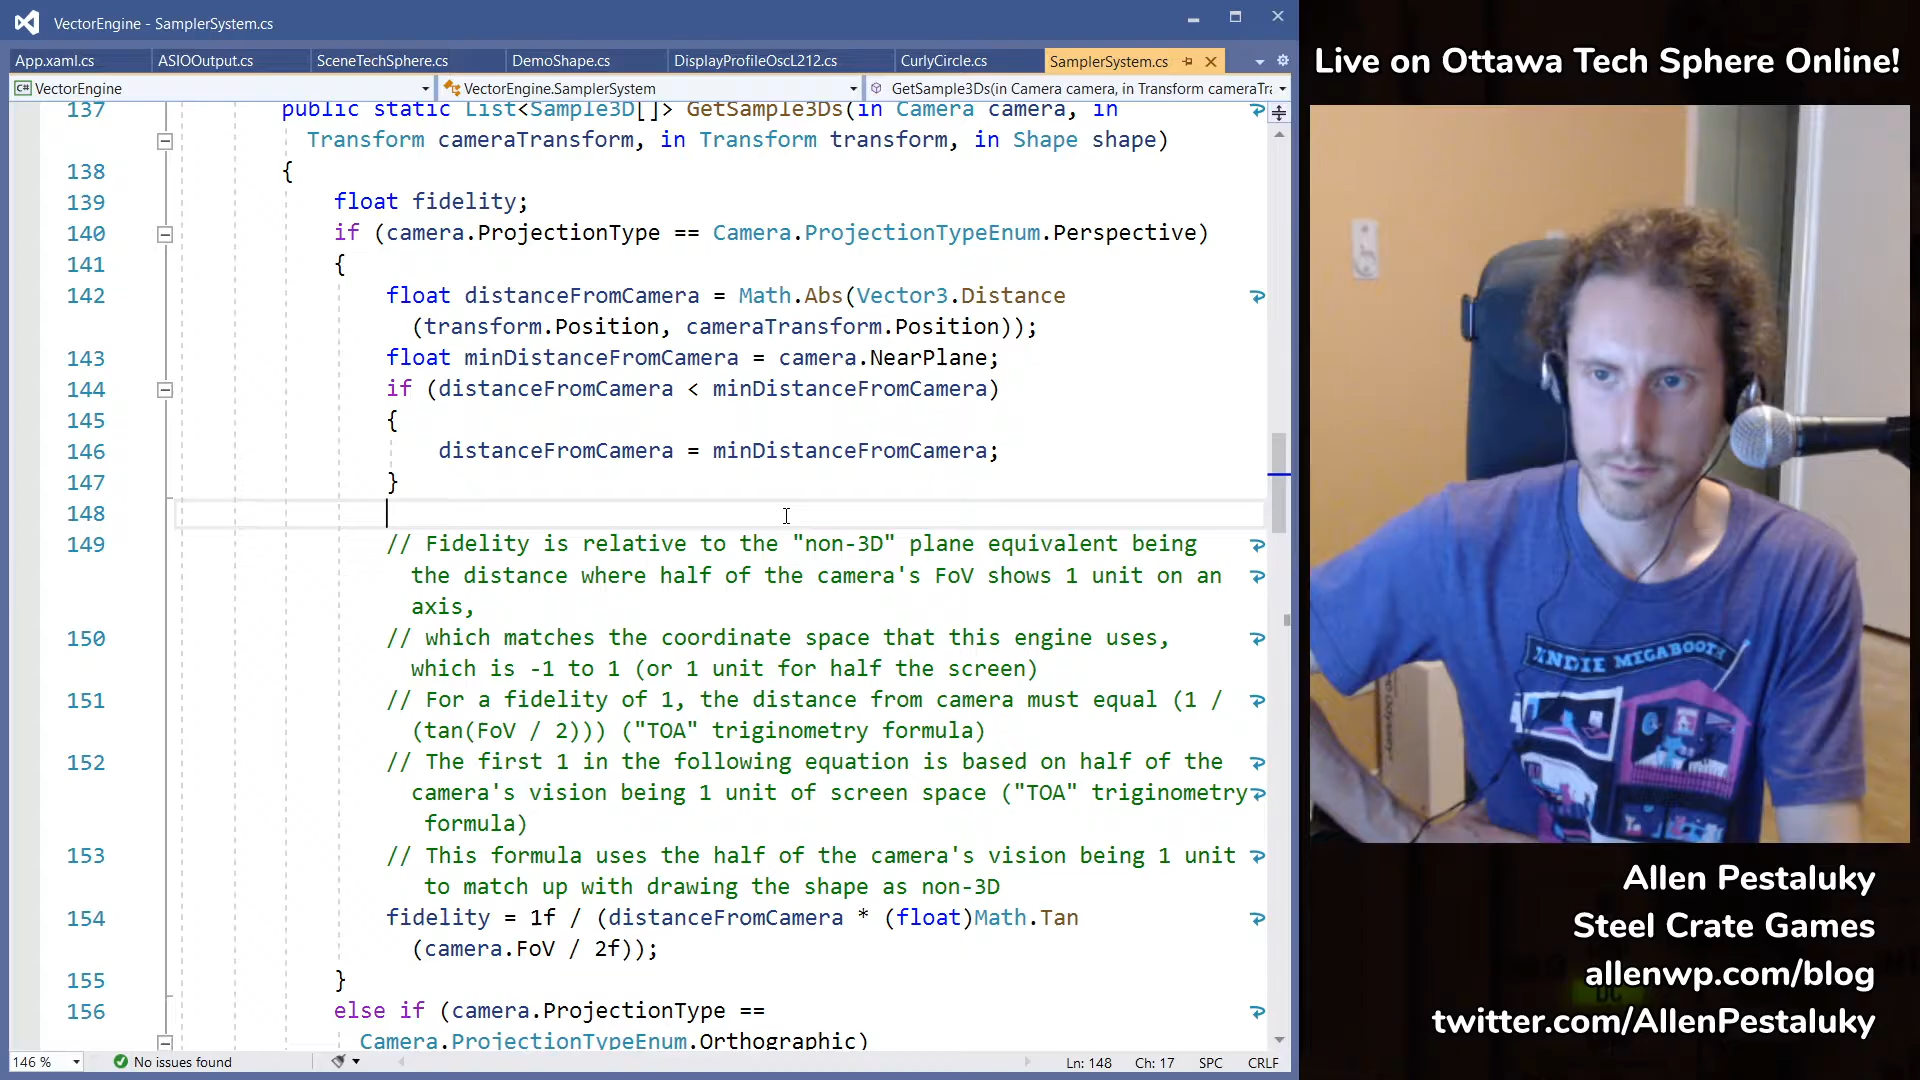 VectorEngine - SamplerSystem.cs
App.xaml.cs
ASIOOutput.cs
SceneTechSphere.cs
DemoShape.cs
DisplayProfileOscL212.cs
CurlyCircle.cs
SamplerSystem.cs
C# VectorEngine
VectorEngine.SamplerSystem
GetSample3Ds(in Camera camera, in Transform cameraTra
137 public static List<Sample3D[]> GetSample3Ds(in Camera camera, in
Transform cameraTransform, in Transform transform, in Shape shape)
138 {
139 float fidelity;
140 if (camera.ProjectionType == Camera.ProjectionTypeEnum.Perspective)
141 {
142 float distanceFromCamera = Math.Abs(Vector3.Distance
(transform.Position, cameraTransform.Position));
143 float minDistanceFromCamera = camera.NearPlane;
144 if (distanceFromCamera < minDistanceFromCamera)
145 {
146 distanceFromCamera = minDistanceFromCamera;
147 }
148
149 // Fidelity is relative to the "non-3D" plane equivalent being
the distance where half of the camera's FoV shows 1 unit on an
axis,
150 // which matches the coordinate space that this engine uses,
which is -1 to 1 (or 1 unit for half the screen)
151 // For a fidelity of 1, the distance from camera must equal (1 /
(tan(FoV / 2))) ("TOA" triginometry formula)
152 // The first 1 in the following equation is based on half of the
camera's vision being 1 unit of screen space ("TOA" triginometry
formula)
153 // This formula uses the half of the camera's vision being 1 unit
to match up with drawing the shape as non-3D
154 fidelity = 1f / (distanceFromCamera * (float)Math.Tan
(camera.FoV / 2f));
155 }
156 else if (camera.ProjectionType ==
Camera.ProjectionTypeEnum.Orthographic)
146 %
No issues found
Ln: 148
Ch: 17
SPC
CRLF
Live on Ottawa Tech Sphere Online!
INDIE MEGABOOTH
Allen Pestaluky
Steel Crate Games
allenwp.com/blog
twitter.com/AllenPestaluky